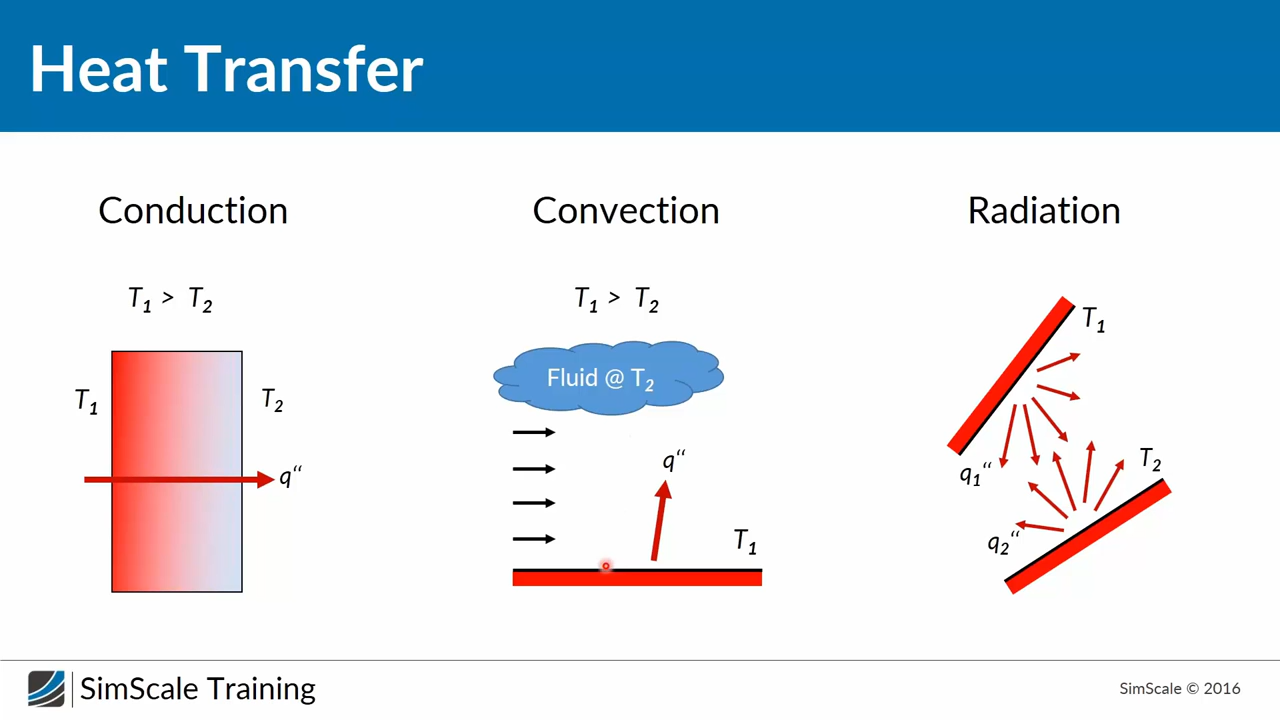 Heat Transfer
Conduction
T₁ > T₂
T₁
T₂
q“
Convection
T₁ > T₂
Fluid @ T₂
q“
T₁
Radiation
T₁
q₁“
T₂
q₂“
SimScale Training
SimScale © 2016